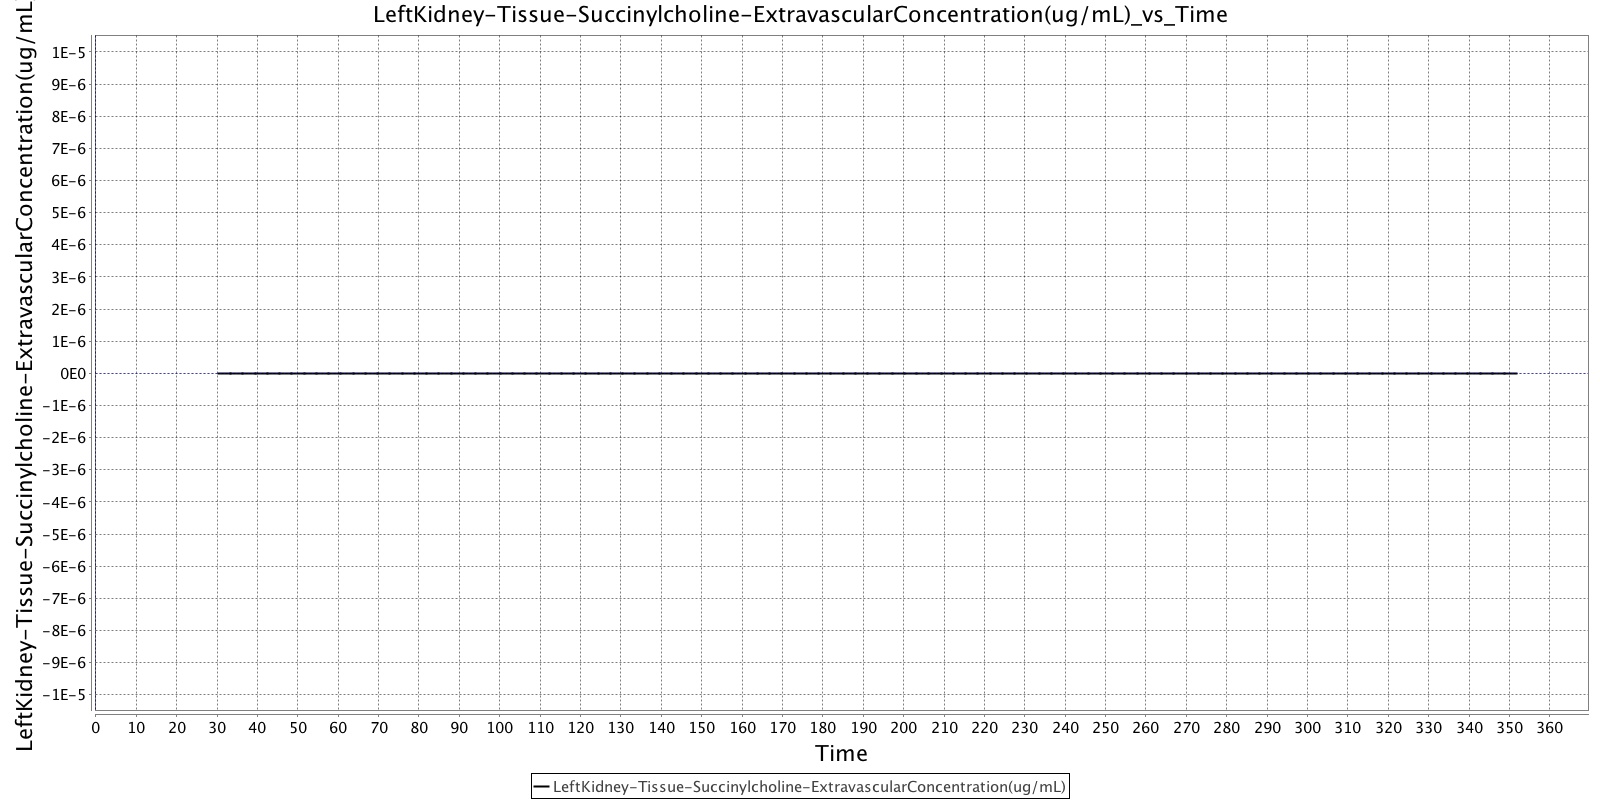 LeftKidney-Tissue-Succinylcholine-ExtravascularConcentration(ug/mL)_vs_Time
LeftKidney-Tissue-Succinylcholine-ExtravascularConcentration(ug/mL
1E-5
9E-6
8E-6
7E-6
6E-6
5E-6
4E-6
3E-6
2E-6
1E-6
0E0
-1E-6
-2E-6
-3E-6
-4E-6
-5E-6
-6E-6
-7E-6
-8E-6
-9E-6
-1E-5
0 10 20 30 40 50 60 70 80 90 100 110 120 130 140 150 160 170 180 190 200 210 220 230 240 250 260 270 280 290 300 310 320 330 340 350 360
Time
LeftKidney-Tissue-Succinylcholine-ExtravascularConcentration(ug/mL)